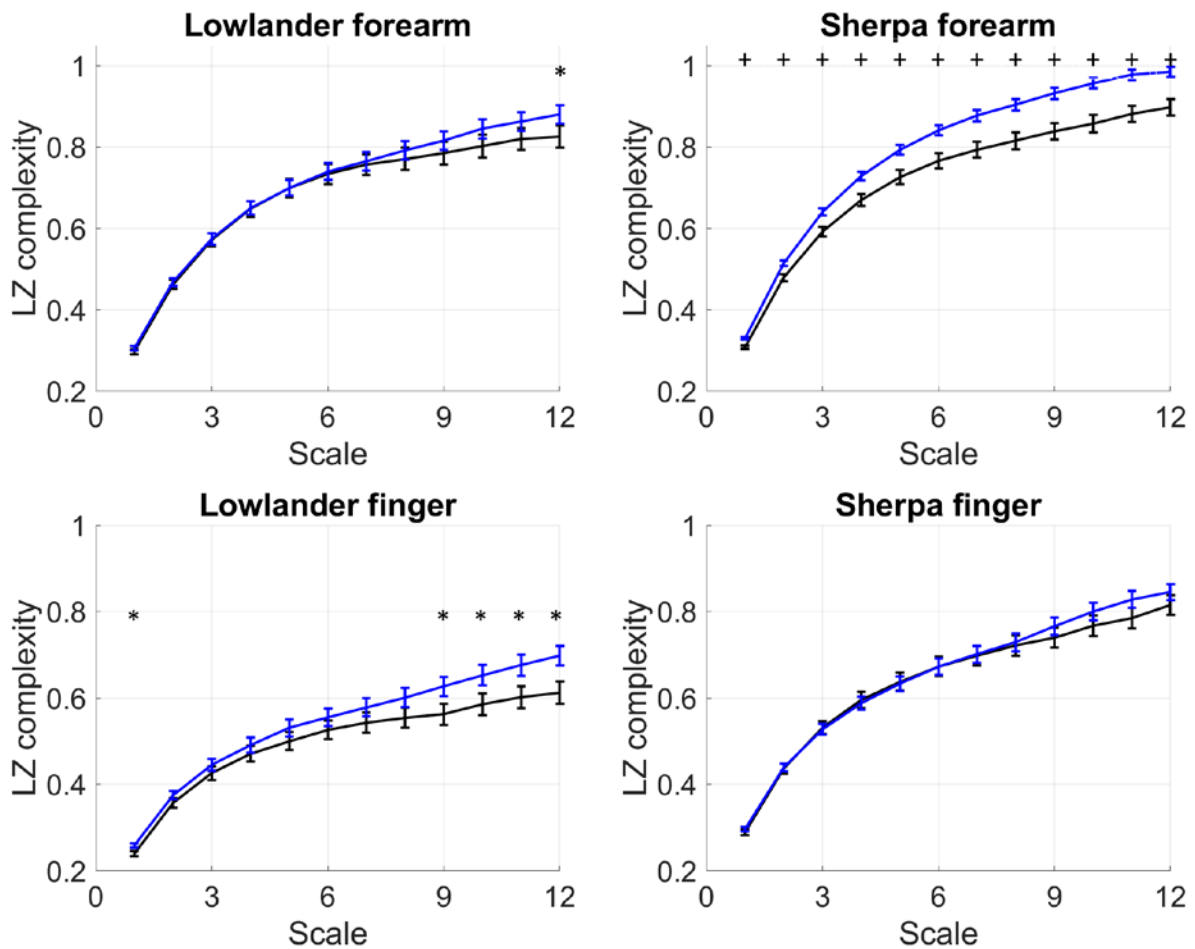 Lowlander forearm
LZ complexity
1
0.8
0.6
0.4
0.2
0 3 6 9 12
Scale
*
Sherpa forearm
LZ complexity
1
0.8
0.6
0.4
0.2
0 3 6 9 12
Scale
+ + + + + + + + + + + +
Lowlander finger
LZ complexity
1
0.8
0.6
0.4
0.2
0 3 6 9 12
Scale
* * * * *
Sherpa finger
LZ complexity
1
0.8
0.6
0.4
0.2
0 3 6 9 12
Scale